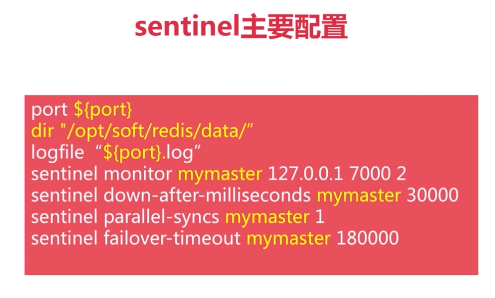 sentinel主要配置
port ${port}
dir "/opt/soft/redis/data/”
logfile “${port}.log”
sentinel monitor mymaster 127.0.0.1 7000 2
sentinel down-after-milliseconds mymaster 30000
sentinel parallel-syncs mymaster 1
sentinel failover-timeout mymaster 180000